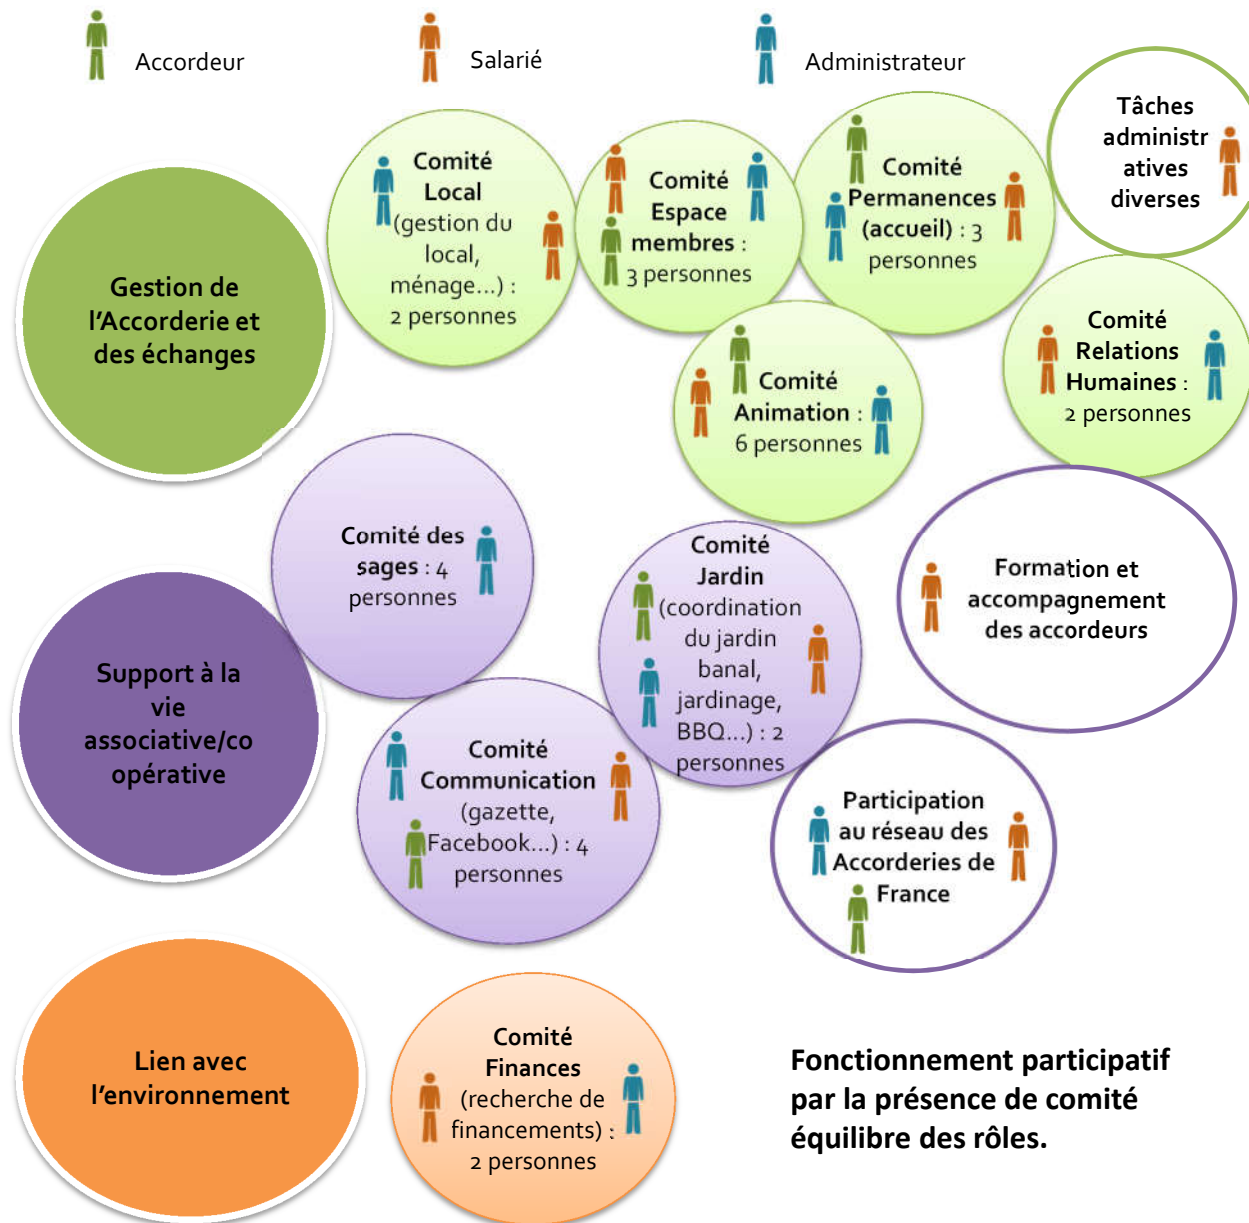 Accordeur
Salarié
Administrateur
Gestion de
l'Accorderie et
des échanges
Comité
Local
(gestion du
local,
ménage...) :
2 personnes
Comité
Espace
membres :
3 personnes
Comité
Permanences
(accueil) : 3
personnes
Tâches
administr
atives
diverses
Comité
Animation :
6 personnes
Comité
Relations
Humaines :
2 personnes
Support à la
vie
associative/co
opérative
Comité des
sages : 4
personnes
Comité
Jardin
(coordination
du jardin
banal,
jardinage,
BBQ...) : 2
personnes
Formation et
accompagnement
des accordeurs
Comité
Communication
(gazette,
Facebook...) : 4
personnes
Participation
au réseau des
Accorderies de
France
Lien avec
l'environnement
Comité
Finances
(recherche de
financements) :
2 personnes
Fonctionnement participatif
par la présence de comité
équilibre des rôles.